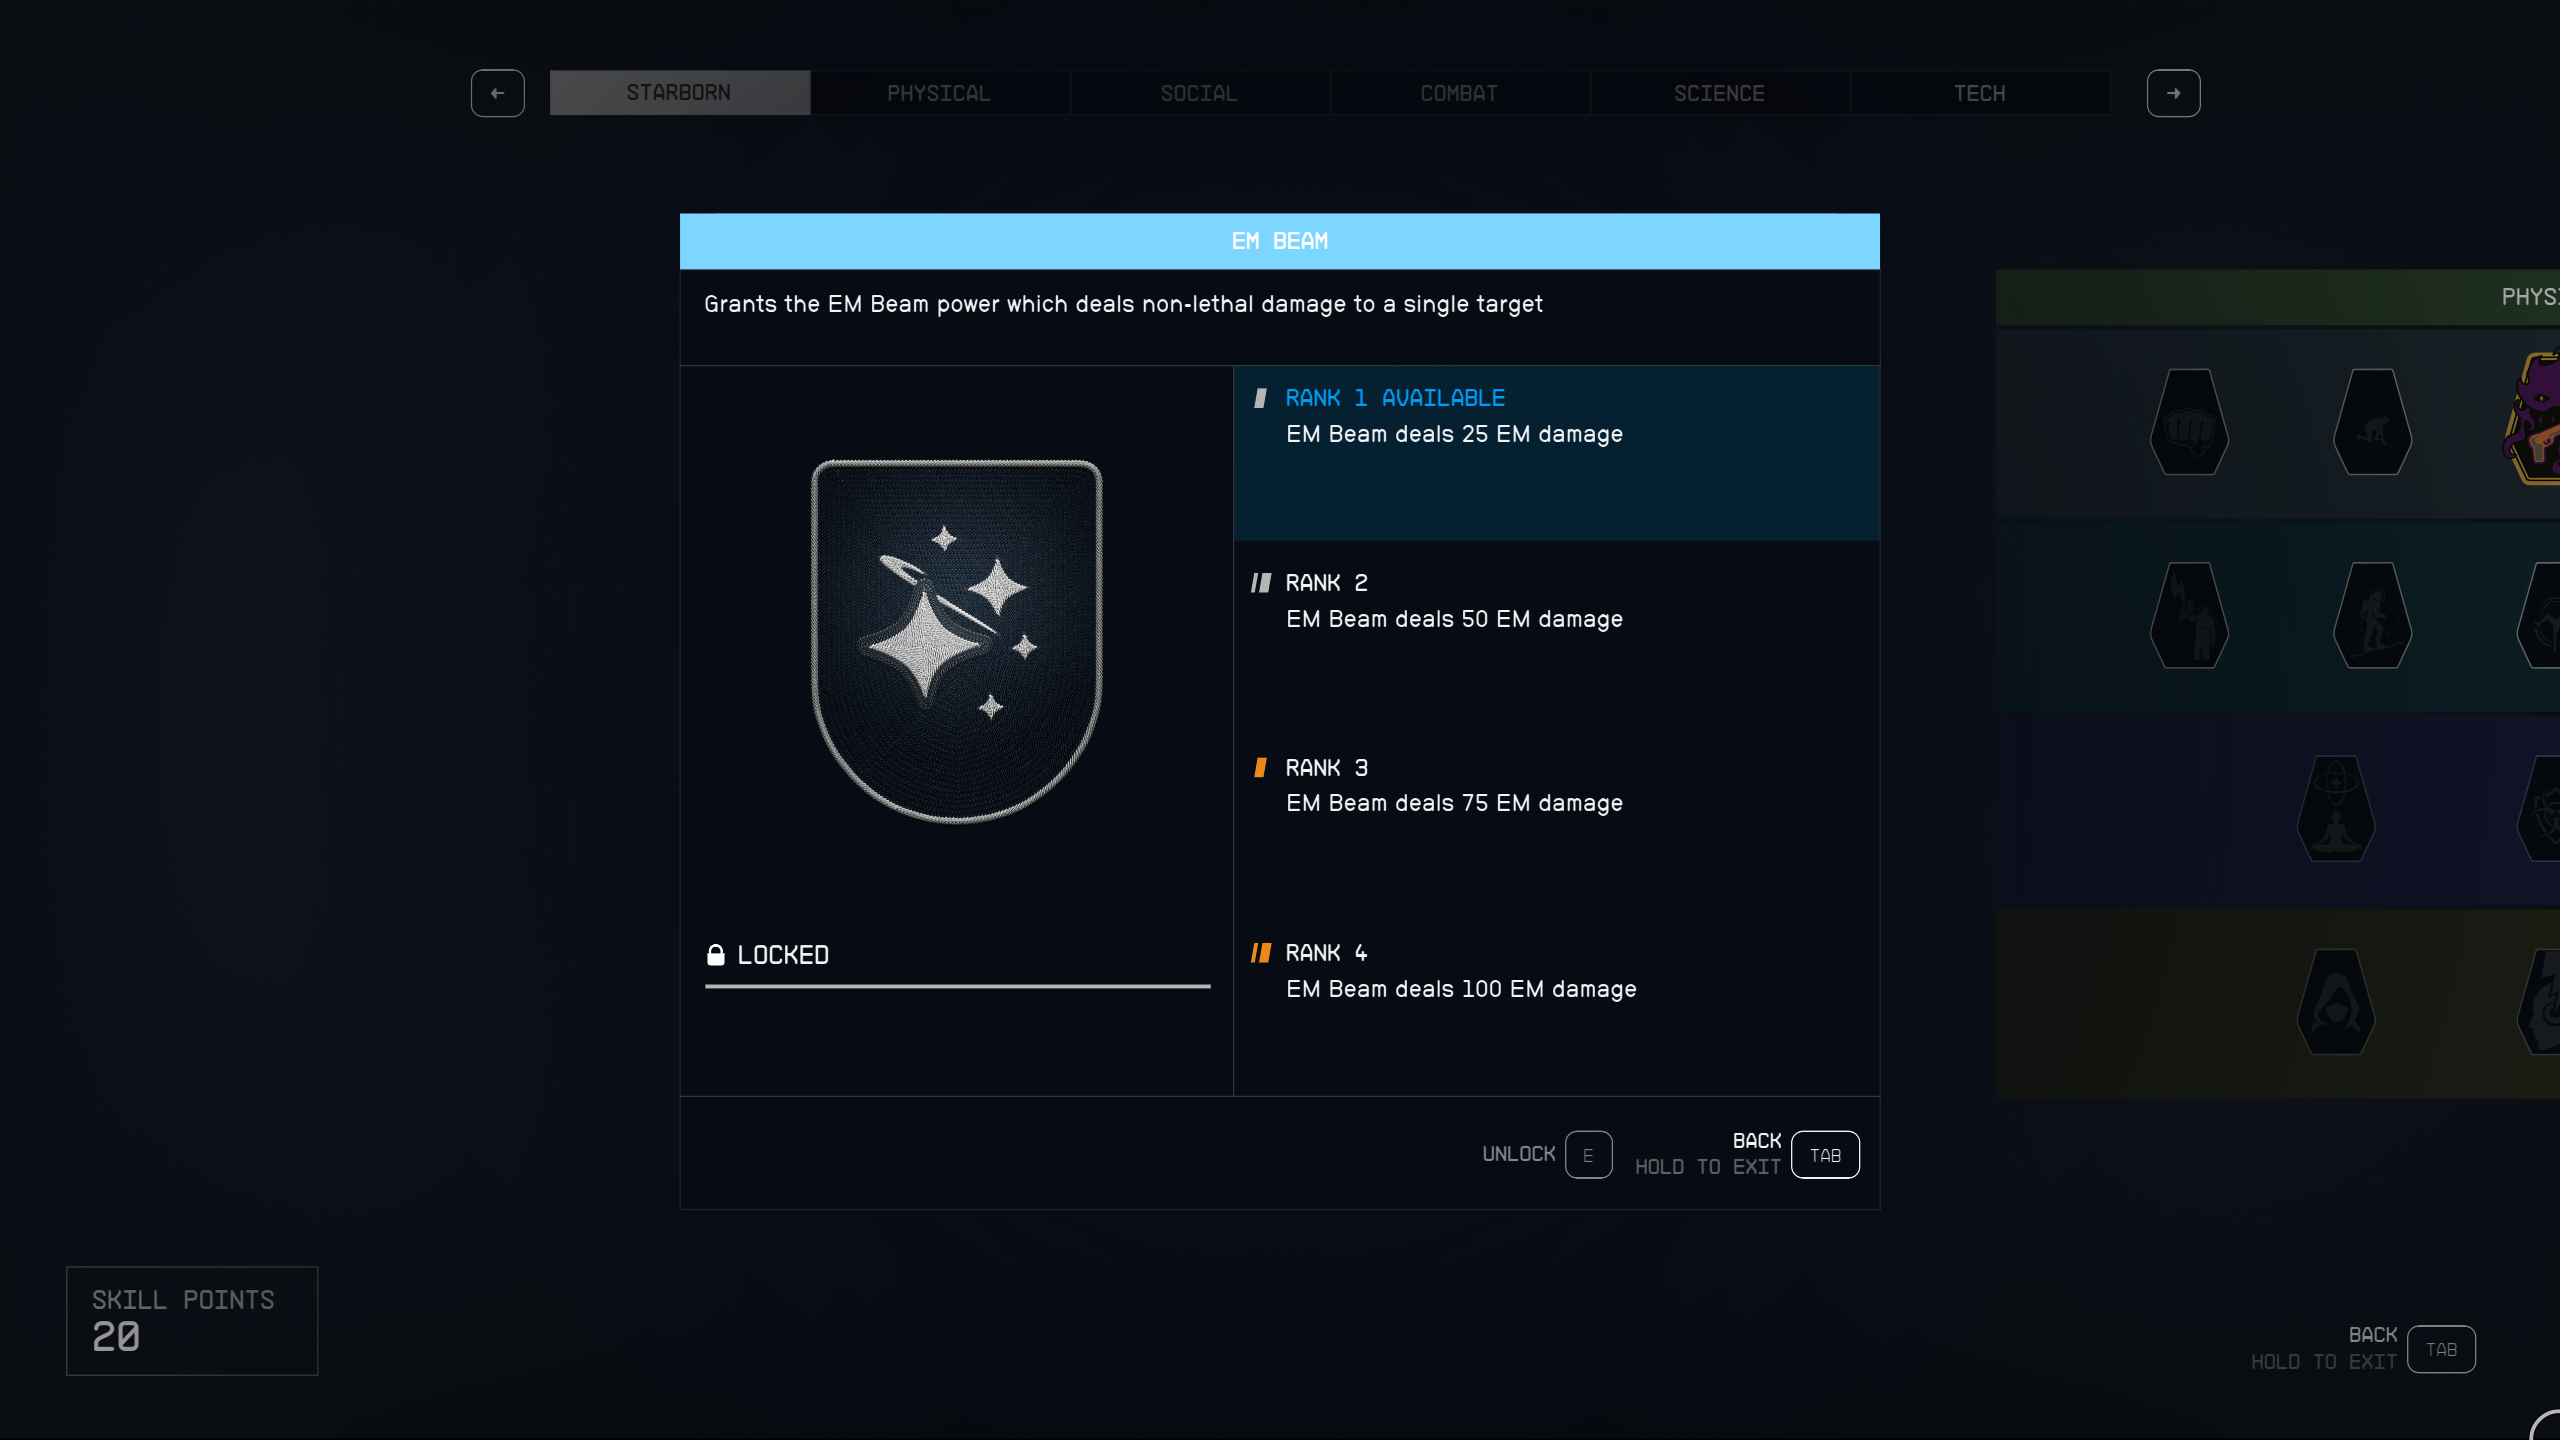 ← STARBORN PHYSICAL SOCIAL COMBAT SCIENCE TECH →
EM BEAM
Grants the EM Beam power which deals non-lethal damage to a single target
RANK 1 AVAILABLE
EM Beam deals 25 EM damage
RANK 2
EM Beam deals 50 EM damage
RANK 3
EM Beam deals 75 EM damage
RANK 4
EM Beam deals 100 EM damage
LOCKED
UNLOCK E
BACK
HOLD TO EXIT TAB
SKILL POINTS
20
BACK
HOLD TO EXIT TAB